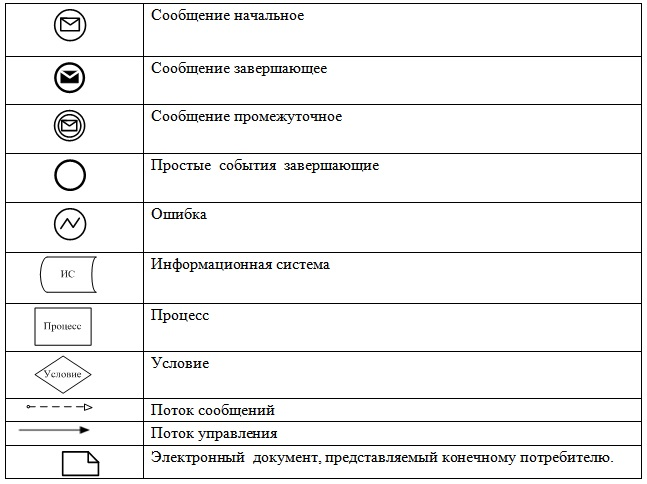 Сообщение начальное
Сообщение завершающее
Сообщение промежуточное
Простые события завершающие
Ошибка
ИС
Информационная система
Процесс
Процесс
Условие
Условие
Поток сообщений
Поток управления
Электронный документ, представляемый конечному потребителю.